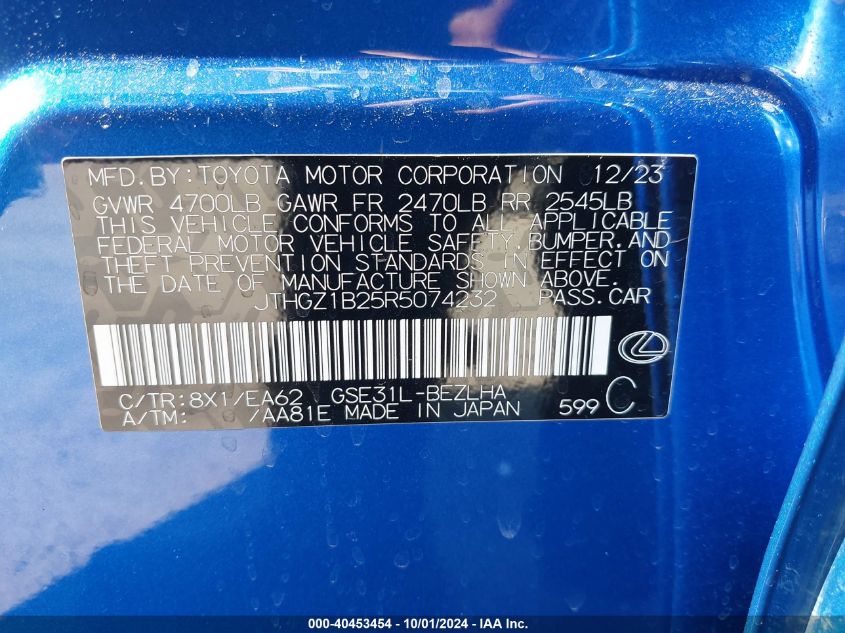 MFD.BY:TOYOTA MOTOR CORPORATION 12/23
GVWR 4700LB GAWR FR 2470LB RR 2545LB
THIS VEHICLE CONFORMS TO ALL APPLICABLE
FEDERAL MOTOR VEHICLE SAFETY,BUMPER,AND
THEFT PREVENTION STANDARDS IN EFFECT ON
THE DATE OF MANUFACTURE SHOWN ABOVE.
JTHGZ1B25R5074232 PASS.CAR
C/TR:8X1/EA62 GSE31L-BEZLHA
A/TM: /AA81E MADE IN JAPAN 599 C
000-40453454 - 10/01/2024 - IAA Inc.